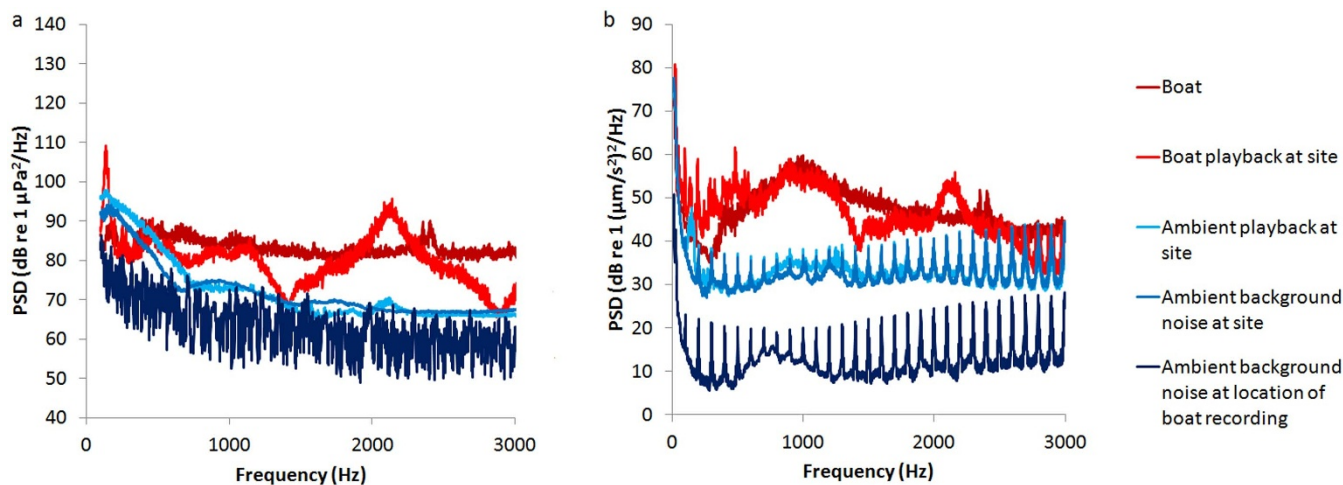 a
140
130
120
110
100
90
80
70
60
50
40
PSD (dB re 1 µPa²/Hz)
0
1000
2000
3000
Frequency (Hz)
b
90
80
70
60
50
40
30
20
10
0
PSD (dB re 1 (µm/s²)²/Hz)
0
1000
2000
3000
Frequency (Hz)
Boat
Boat playback at site
Ambient playback at
site
Ambient background
noise at site
Ambient background
noise at location of
boat recording